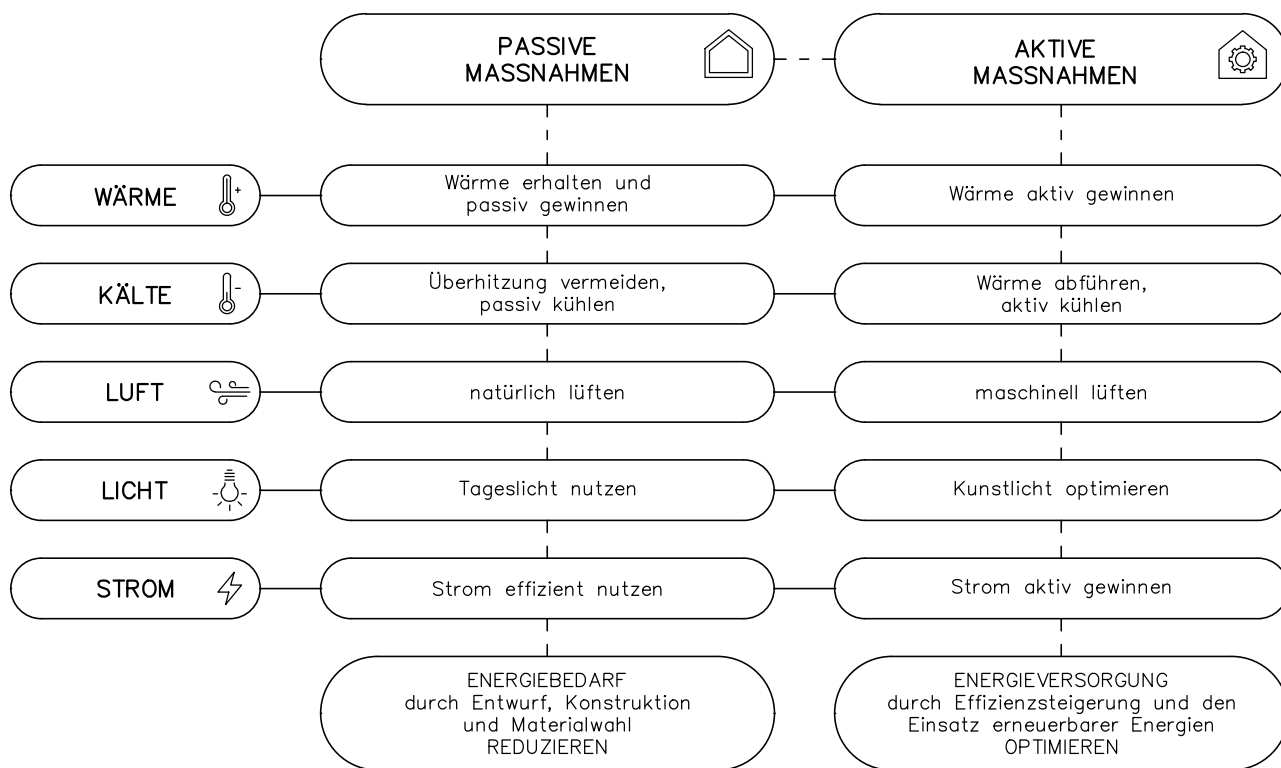 PASSIVE
MASSNAHMEN
AKTIVE
MASSNAHMEN
WÄRME
Wärme erhalten und
passiv gewinnen
Wärme aktiv gewinnen
KÄLTE
Überhitzung vermeiden,
passiv kühlen
Wärme abführen,
aktiv kühlen
LUFT
natürlich lüften
maschinell lüften
LICHT
Tageslicht nutzen
Kunstlicht optimieren
STROM
Strom effizient nutzen
Strom aktiv gewinnen
ENERGIEBEDARF
durch Entwurf, Konstruktion
und Materialwahl
REDUZIEREN
ENERGIEVERSORGUNG
durch Effizienzsteigerung und den
Einsatz erneuerbarer Energien
OPTIMIEREN